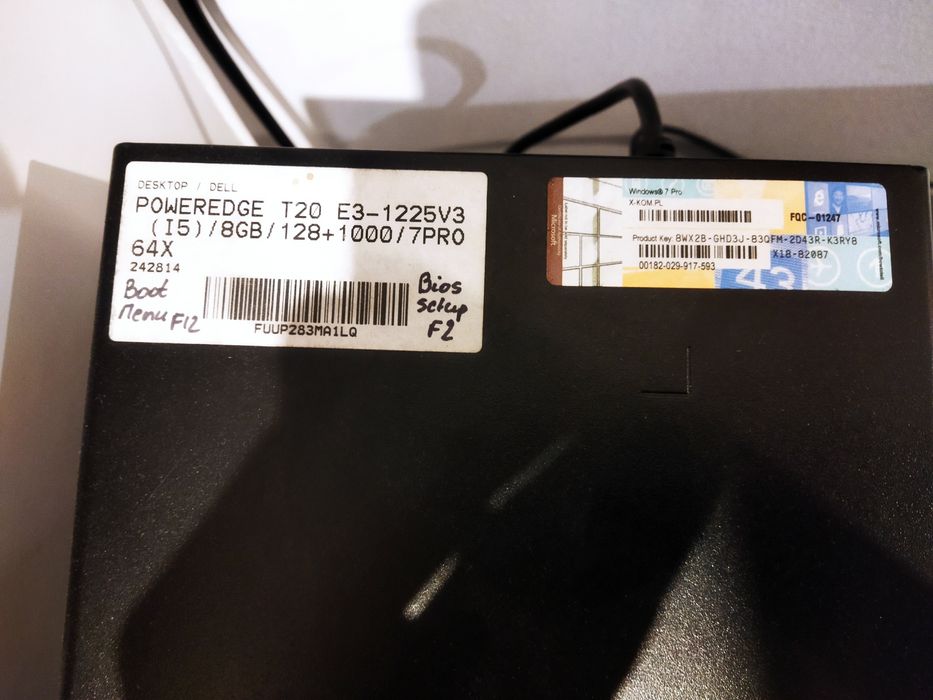 DESKTOP / DELL
POWEREDGE T20 E3-1225V3
(I5)/8GB/128+1000/7PRO
64X
242814
Boot
Menu F12
FUUP283MA1LQ
Bios
setup
F2
Microsoft
Windows® 7 Pro
X-KOM.PL
FQC-01247
Product Key: 8WX2B-GHD3J-83QFM-2D43R-K3RY8
X18-82087
00182-029-917-593